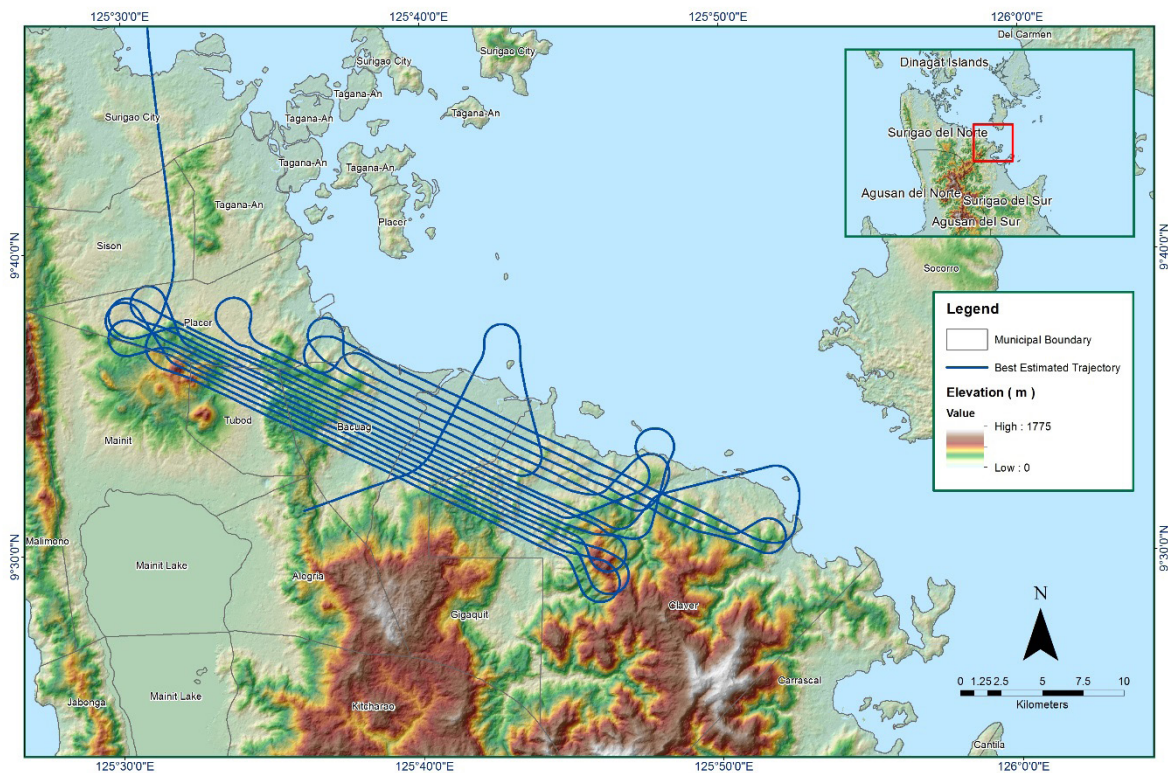 125°30'0"E
125°40'0"E
125°50'0"E
126°0'0"E
Del Carmen
Surigao City
Surigao City
Dinagat Islands
Tagana-An
Tagana-An
Tagana-An
Surigao City
Surigao del Norte
Tagana-An
Tagana-An
Agusan del Norte
Surigao del Sur
Tagana-An
Placer
Agusan del Sur
Sison
9°40'0"N
9°40'0"N
Socorro
Legend
Placer
Municipal Boundary
Best Estimated Trajectory
Elevation ( m )
Value
High : 1775
Low : 0
Tubod
Bacuag
Mainit
Malimono
9°30'0"N
9°30'0"N
Mainit Lake
Alegria
Claver
Gigaquit
N
Carrascal
Mainit Lake
Jabonga
Kitcharao
0 1.25 2.5 5 7.5 10
Kilometers
Cantila
125°30'0"E
125°40'0"E
125°50'0"E
126°0'0"E